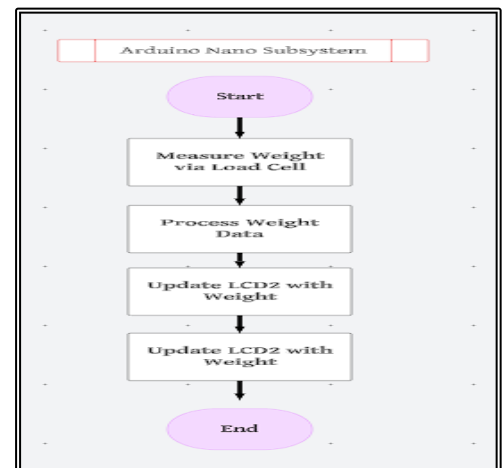 Arduino Nano Subsystem
Start
Measure Weight
via Load Cell
Process Weight
Data
Update LCD2 with
Weight
Update LCD2 with
Weight
End